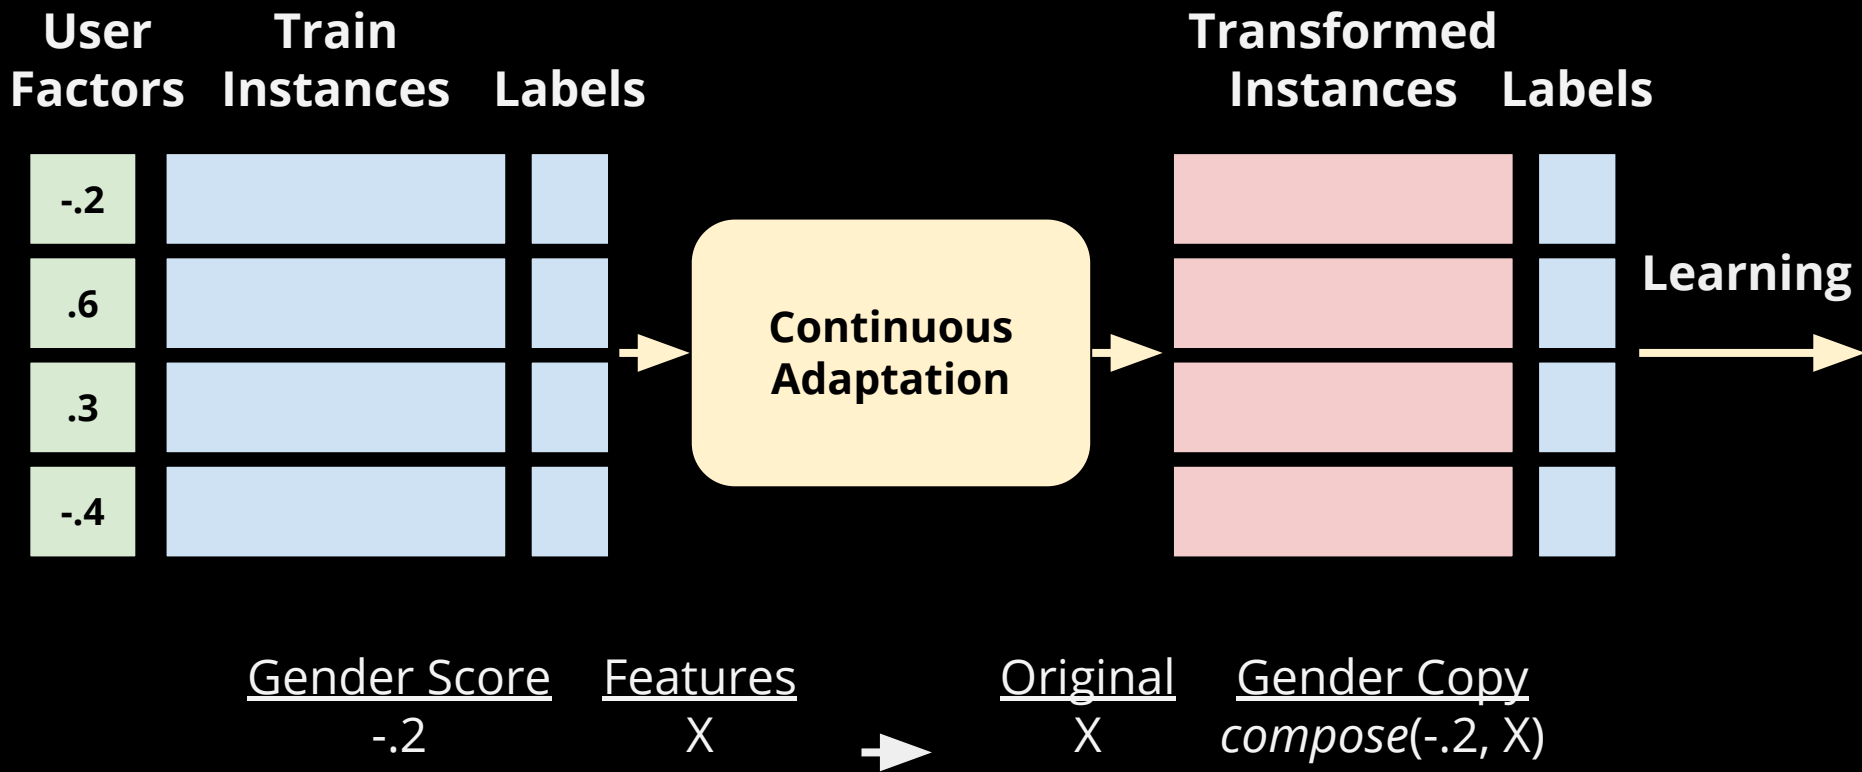 User
Factors
Train
Instances
Labels
Transformed
Instances
Labels
-.2
.6
.3
-.4
Continuous
Adaptation
Learning
Gender Score Features Original Gender Copy
-.2 X X compose(-.2, X)